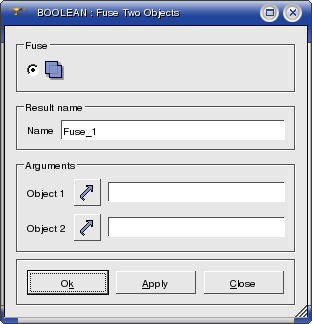 BOOLEAN : Fuse Two Objects
Fuse
Result name
Name Fuse_1
Arguments
Object 1
Object 2
Ok Apply Close